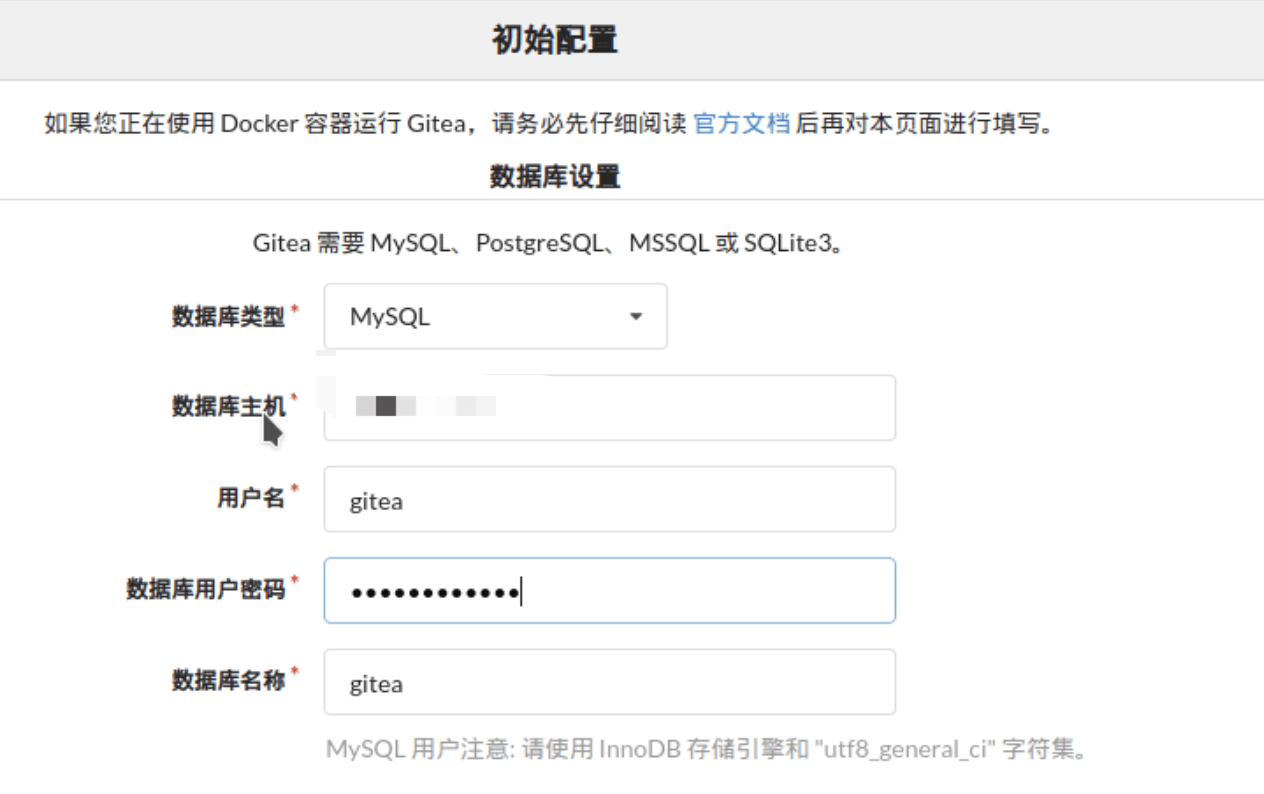 初始配置
如果您正在使用 Docker 容器运行 Gitea，请务必先仔细阅读 官方文档 后再对本页面进行填写。
数据库设置
Gitea 需要 MySQL、PostgreSQL、MSSQL 或 SQLite3。
数据库类型* MySQL
数据库主机*
用户名* gitea
数据库用户密码* ••••••••••••
数据库名称* gitea
MySQL 用户注意: 请使用 InnoDB 存储引擎和 "utf8_general_ci" 字符集。